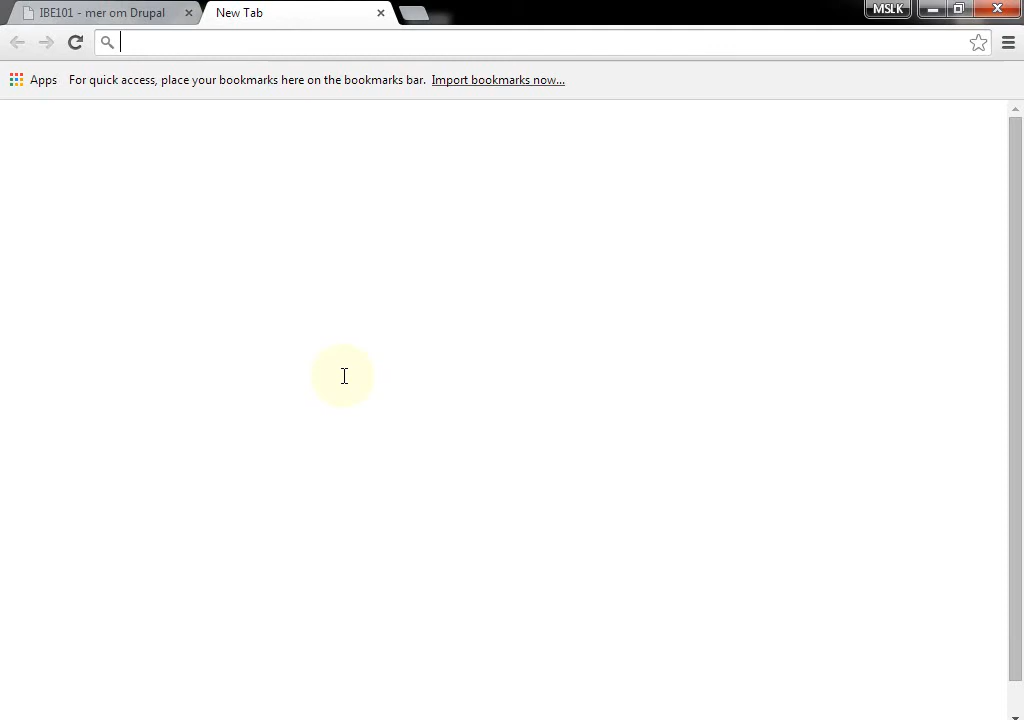 IBE101 - mer om Drupal
New Tab
MSLK
Apps
For quick access, place your bookmarks here on the bookmarks bar. Import bookmarks now...